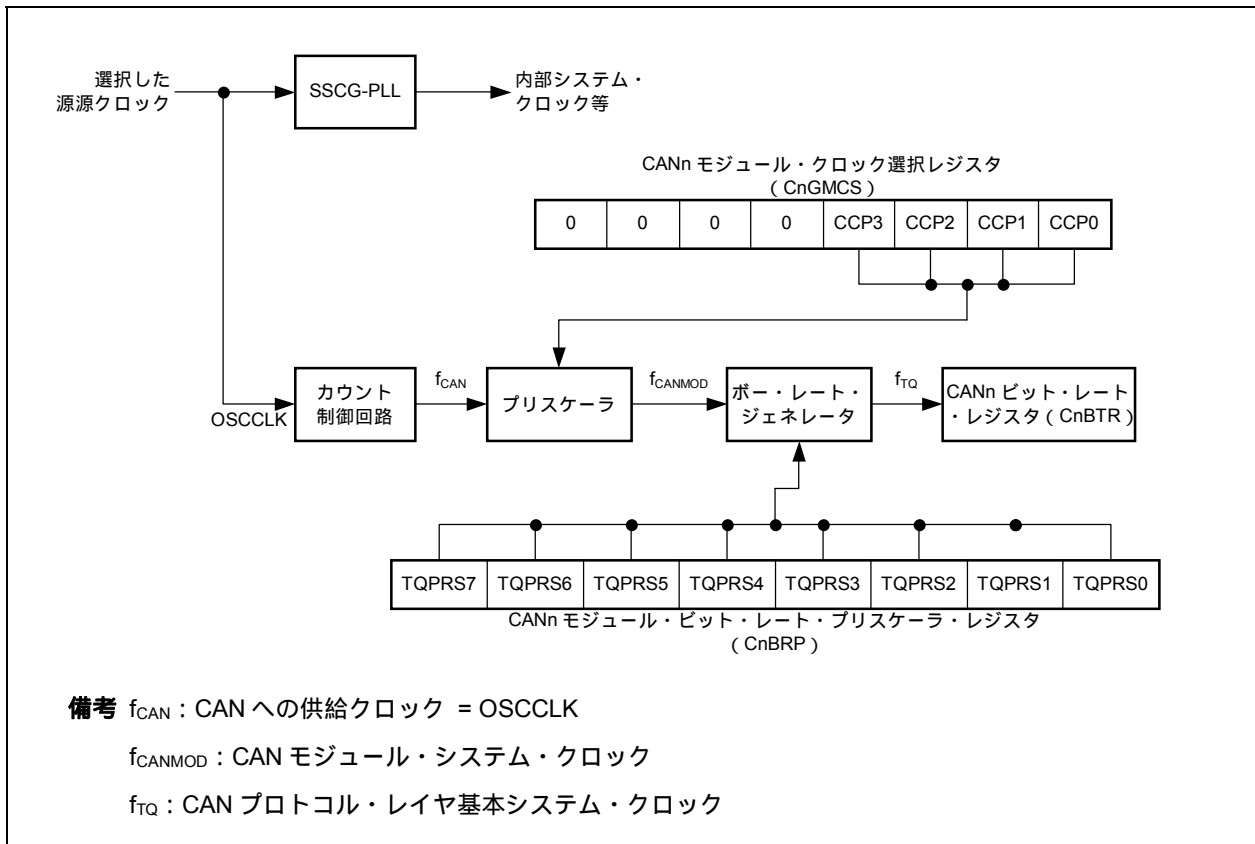 選択した
源源クロック
SSCG-PLL
内部システム・
クロック等
CANn モジュール・クロック選択レジスタ
（CnGMCS）
0 0 0 0 CCP3 CCP2 CCP1 CCP0
OSCCLK
カウント
制御回路
fCAN
プリスケーラ
fCANMOD
ボー・レート・
ジェネレータ
fTQ
CANn ビット・レート
・レジスタ（CnBTR）
TQPRS7 TQPRS6 TQPRS5 TQPRS4 TQPRS3 TQPRS2 TQPRS1 TQPRS0
CANn モジュール・ビット・レート・プリスケーラ・レジスタ
（CnBRP）
備考 fCAN：CAN への供給クロック = OSCCLK
fCANMOD：CAN モジュール・システム・クロック
fTQ：CAN プロトコル・レイヤ基本システム・クロック